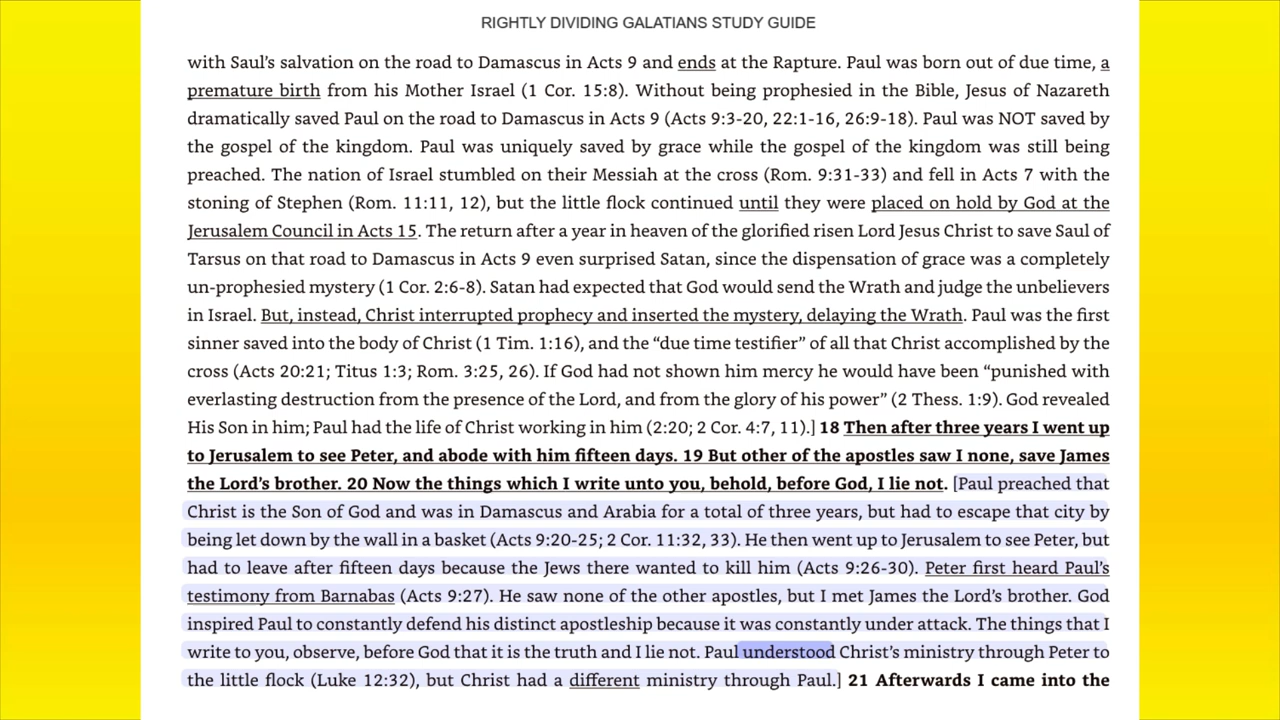 RIGHTLY DIVIDING GALATIANS STUDY GUIDE
with Saul's salvation on the road to Damascus in Acts 9 and ends at the Rapture. Paul was born out of due time, a
premature birth from his Mother Israel (1 Cor. 15:8). Without being prophesied in the Bible, Jesus of Nazareth
dramatically saved Paul on the road to Damascus in Acts 9 (Acts 9:3-20, 22:1-16, 26:9-18). Paul was NOT saved by
the gospel of the kingdom. Paul was uniquely saved by grace while the gospel of the kingdom was still being
preached. The nation of Israel stumbled on their Messiah at the cross (Rom. 9:31-33) and fell in Acts 7 with the
stoning of Stephen (Rom. 11:11, 12), but the little flock continued until they were placed on hold by God at the
Jerusalem Council in Acts 15. The return after a year in heaven of the glorified risen Lord Jesus Christ to save Saul of
Tarsus on that road to Damascus in Acts 9 even surprised Satan, since the dispensation of grace was a completely
un-prophesied mystery (1 Cor. 2:6-8). Satan had expected that God would send the Wrath and judge the unbelievers
in Israel. But, instead, Christ interrupted prophecy and inserted the mystery, delaying the Wrath. Paul was the first
sinner saved into the body of Christ (1 Tim. 1:16), and the “due time testifier” of all that Christ accomplished by the
cross (Acts 20:21; Titus 1:3; Rom. 3:25, 26). If God had not shown him mercy he would have been “punished with
everlasting destruction from the presence of the Lord, and from the glory of his power” (2 Thess. 1:9). God revealed
His Son in him; Paul had the life of Christ working in him (2:20; 2 Cor. 4:7, 11).] 18 Then after three years I went up
to Jerusalem to see Peter, and abode with him fifteen days. 19 But other of the apostles saw I none, save James
the Lord's brother. 20 Now the things which I write unto you, behold, before God, I lie not. [Paul preached that
Christ is the Son of God and was in Damascus and Arabia for a total of three years, but had to escape that city by
being let down by the wall in a basket (Acts 9:20-25; 2 Cor. 11:32, 33). He then went up to Jerusalem to see Peter, but
had to leave after fifteen days because the Jews there wanted to kill him (Acts 9:26-30). Peter first heard Paul's
testimony from Barnabas (Acts 9:27). He saw none of the other apostles, but I met James the Lord's brother. God
inspired Paul to constantly defend his distinct apostleship because it was constantly under attack. The things that I
write to you, observe, before God that it is the truth and I lie not. Paul understood Christ's ministry through Peter to
the little flock (Luke 12:32), but Christ had a different ministry through Paul.] 21 Afterwards I came into the